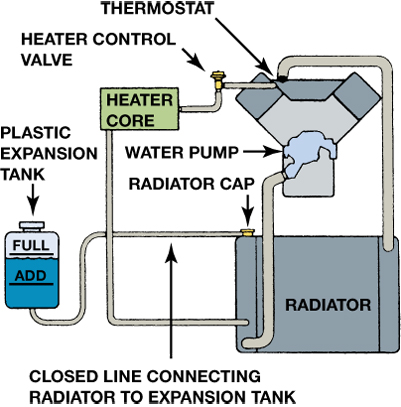 THERMOSTAT
HEATER CONTROL
VALVE
HEATER
CORE
PLASTIC
EXPANSION
TANK
WATER PUMP
RADIATOR CAP
FULL
ADD
RADIATOR
CLOSED LINE CONNECTING
RADIATOR TO EXPANSION TANK